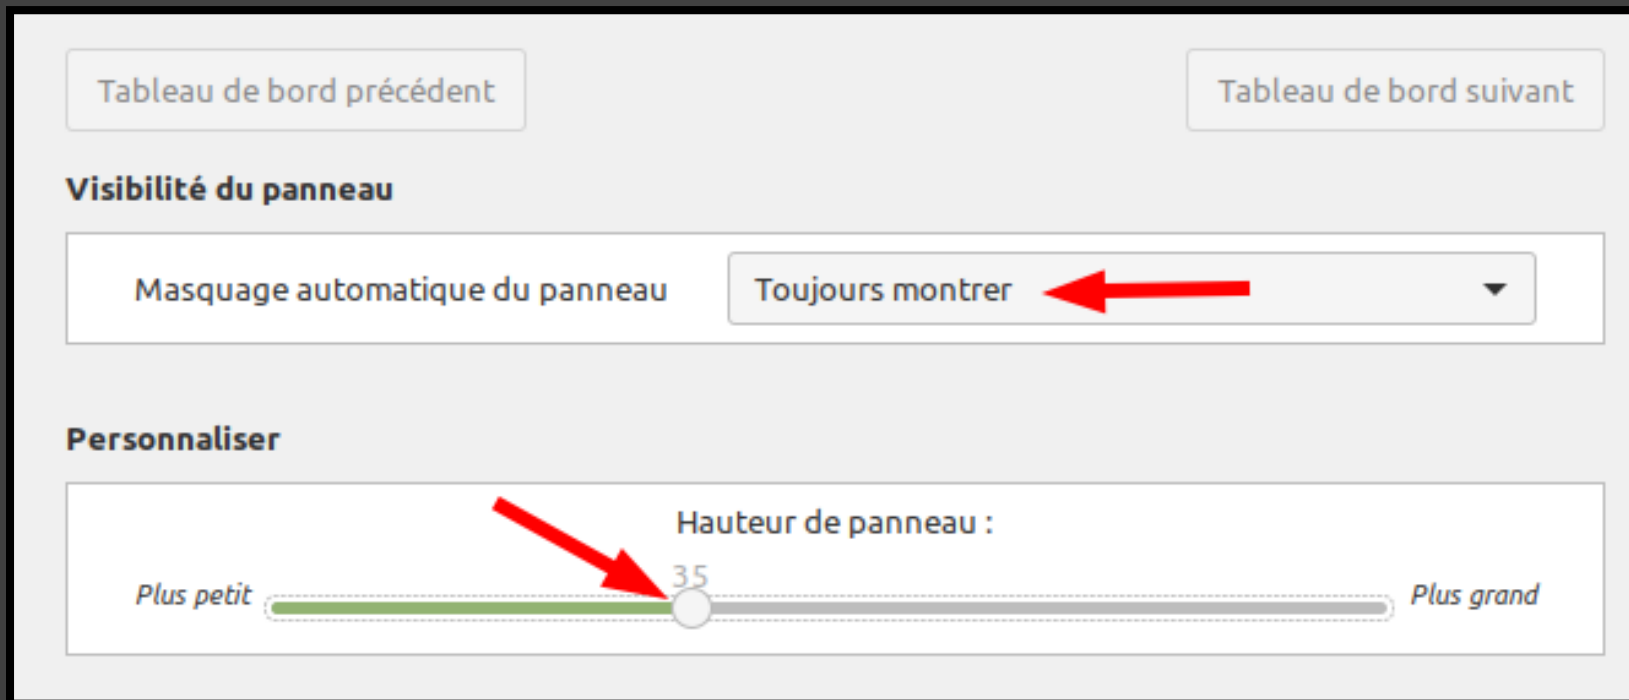 Tableau de bord précédent
Tableau de bord suivant
Visibilité du panneau
Masquage automatique du panneau
Toujours montrer
Personnaliser
Hauteur de panneau :
35
Plus petit
Plus grand